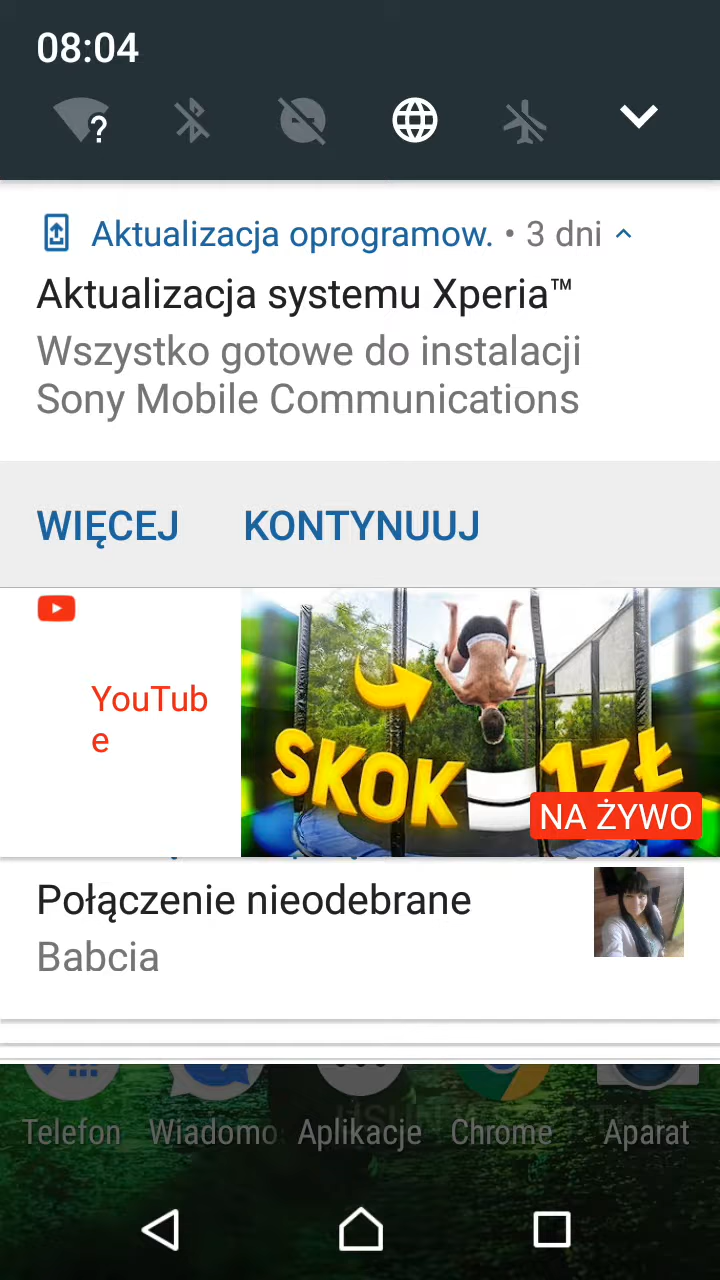 08:04
?
Aktualizacja oprogramow. • 3 dni
Aktualizacja systemu Xperia™
Wszystko gotowe do instalacji
Sony Mobile Communications
WIĘCEJ KONTYNUUJ
YouTub
e
SKOK = 1ZŁ
NA ŻYWO
Połączenie nieodebrane
Babcia
Telefon Wiadomo Aplikacje Chrome Aparat